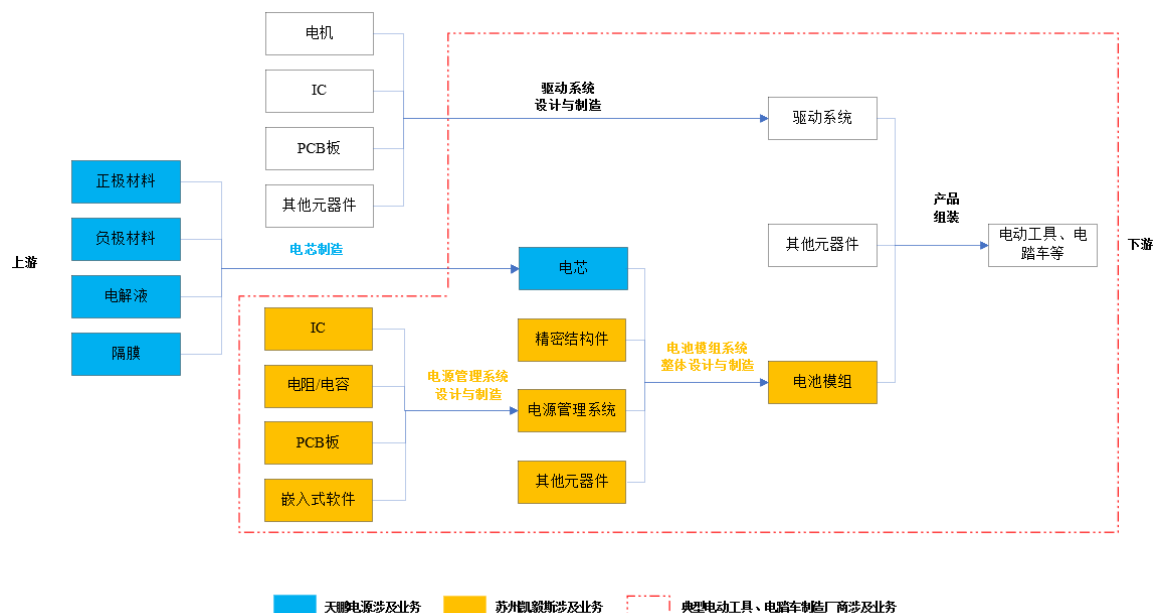 电机
IC
PCB板
其他元器件
驱动系统
设计与制造
驱动系统
正极材料
负极材料
电解液
隔膜
上游
电芯制造
电芯
其他元器件
产品
组装
电动工具、电
踏车等
下游
IC
电阻/电容
PCB板
嵌入式软件
电源管理系统
设计与制造
精密结构件
电源管理系统
其他元器件
电池模组系统
整体设计与制造
电池模组
天鹏电源涉及业务
苏州凯毅斯涉及业务
典型电动工具、电踏车制造厂商涉及业务